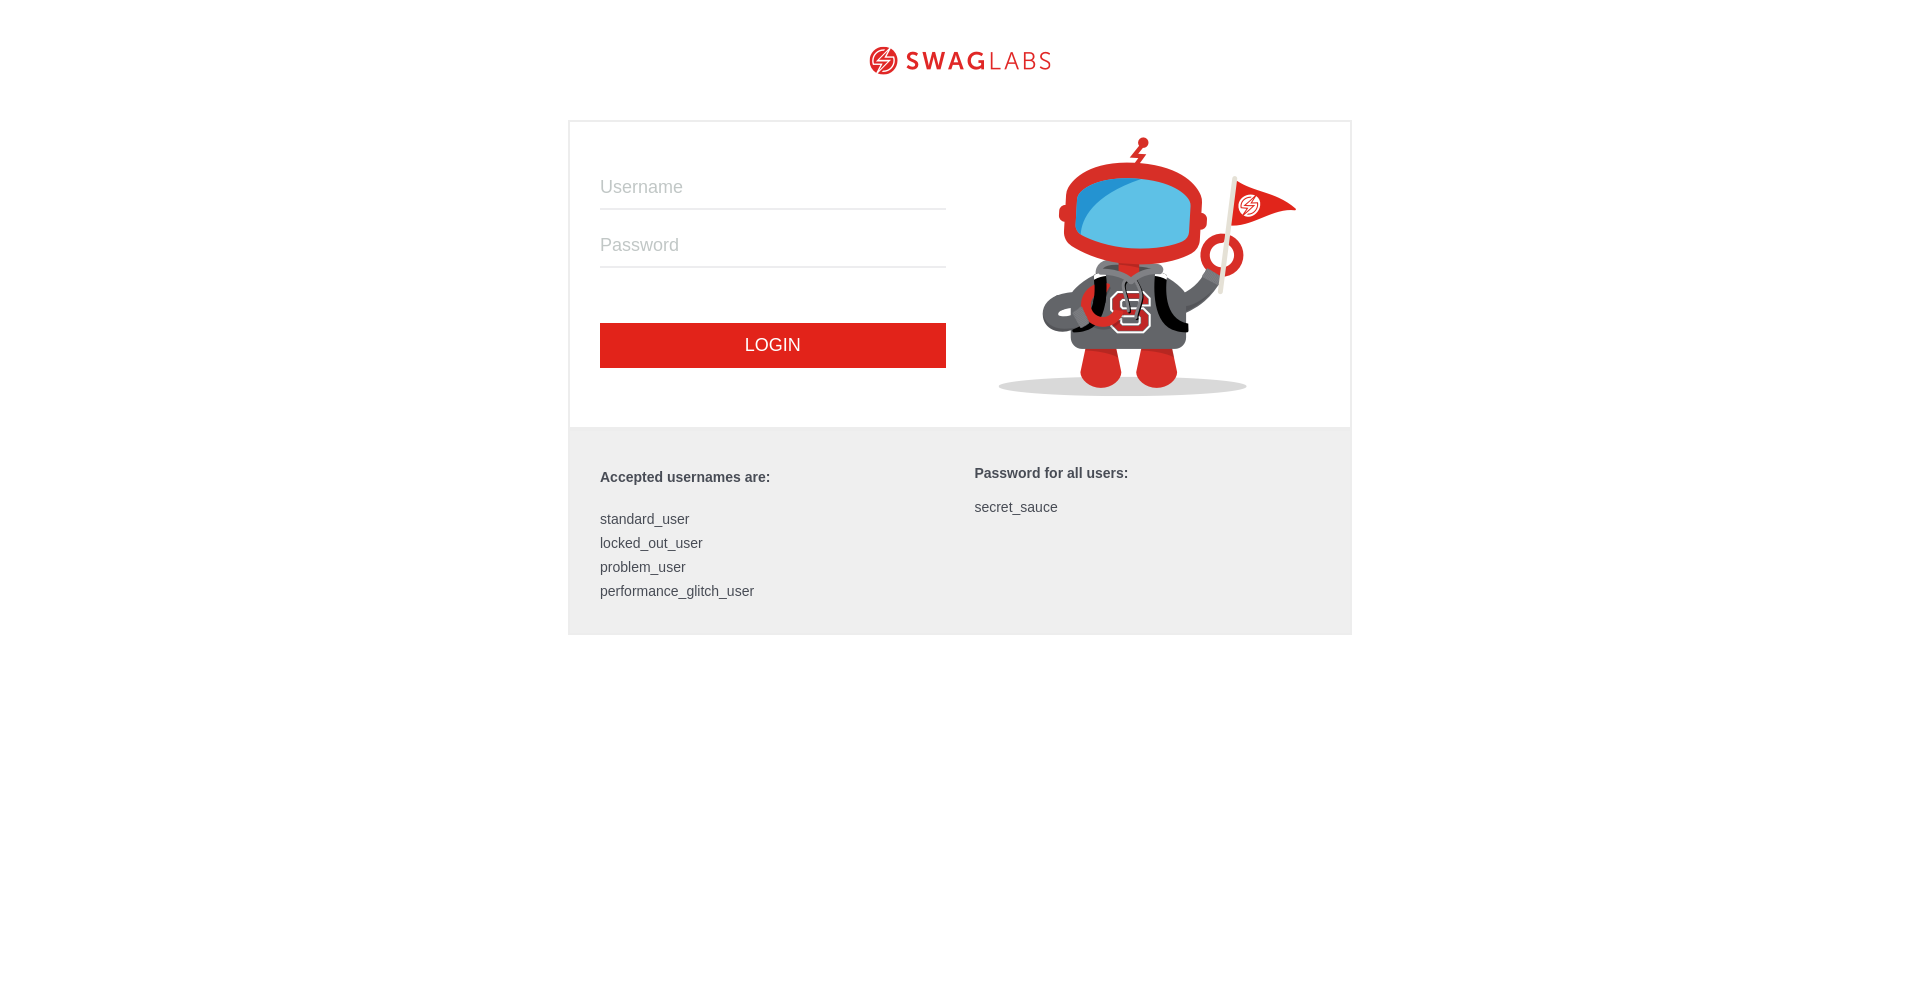 SWAGLABS
Username
Password
LOGIN
S
Accepted usernames are:
standard_user
locked_out_user
problem_user
performance_glitch_user
Password for all users:
secret_sauce